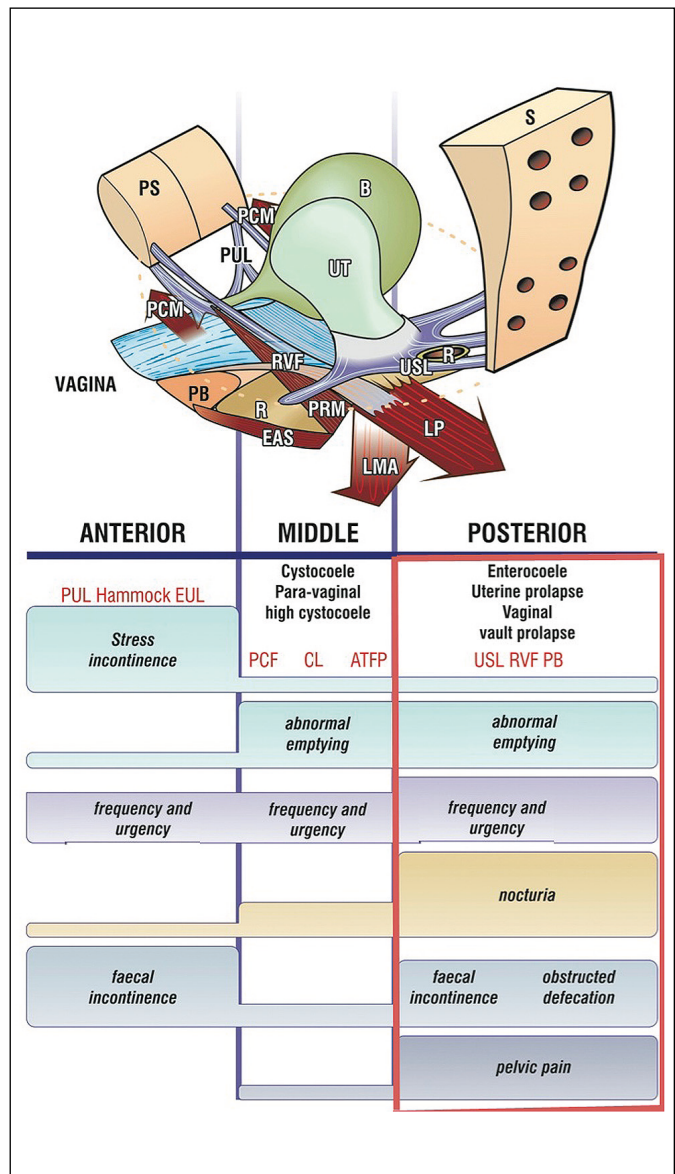 S
PS
B
PCM
PUL
UT
PCM
R
RVF
USL
VAGINA
PB
R
PRM
LP
EAS
LMA
ANTERIOR
MIDDLE
POSTERIOR
PUL Hammock EUL
Cystocoele
Para-vaginal
high cystocoele
Enterocoele
Uterine prolapse
Vaginal
vault prolapse
PCF CL ATFP
USL RVF PB
Stress
incontinence
abnormal
emptying
abnormal
emptying
frequency and
urgency
frequency and
urgency
frequency and
urgency
nocturia
faecal
incontinence
faecal
incontinence
obstructed
defecation
pelvic pain